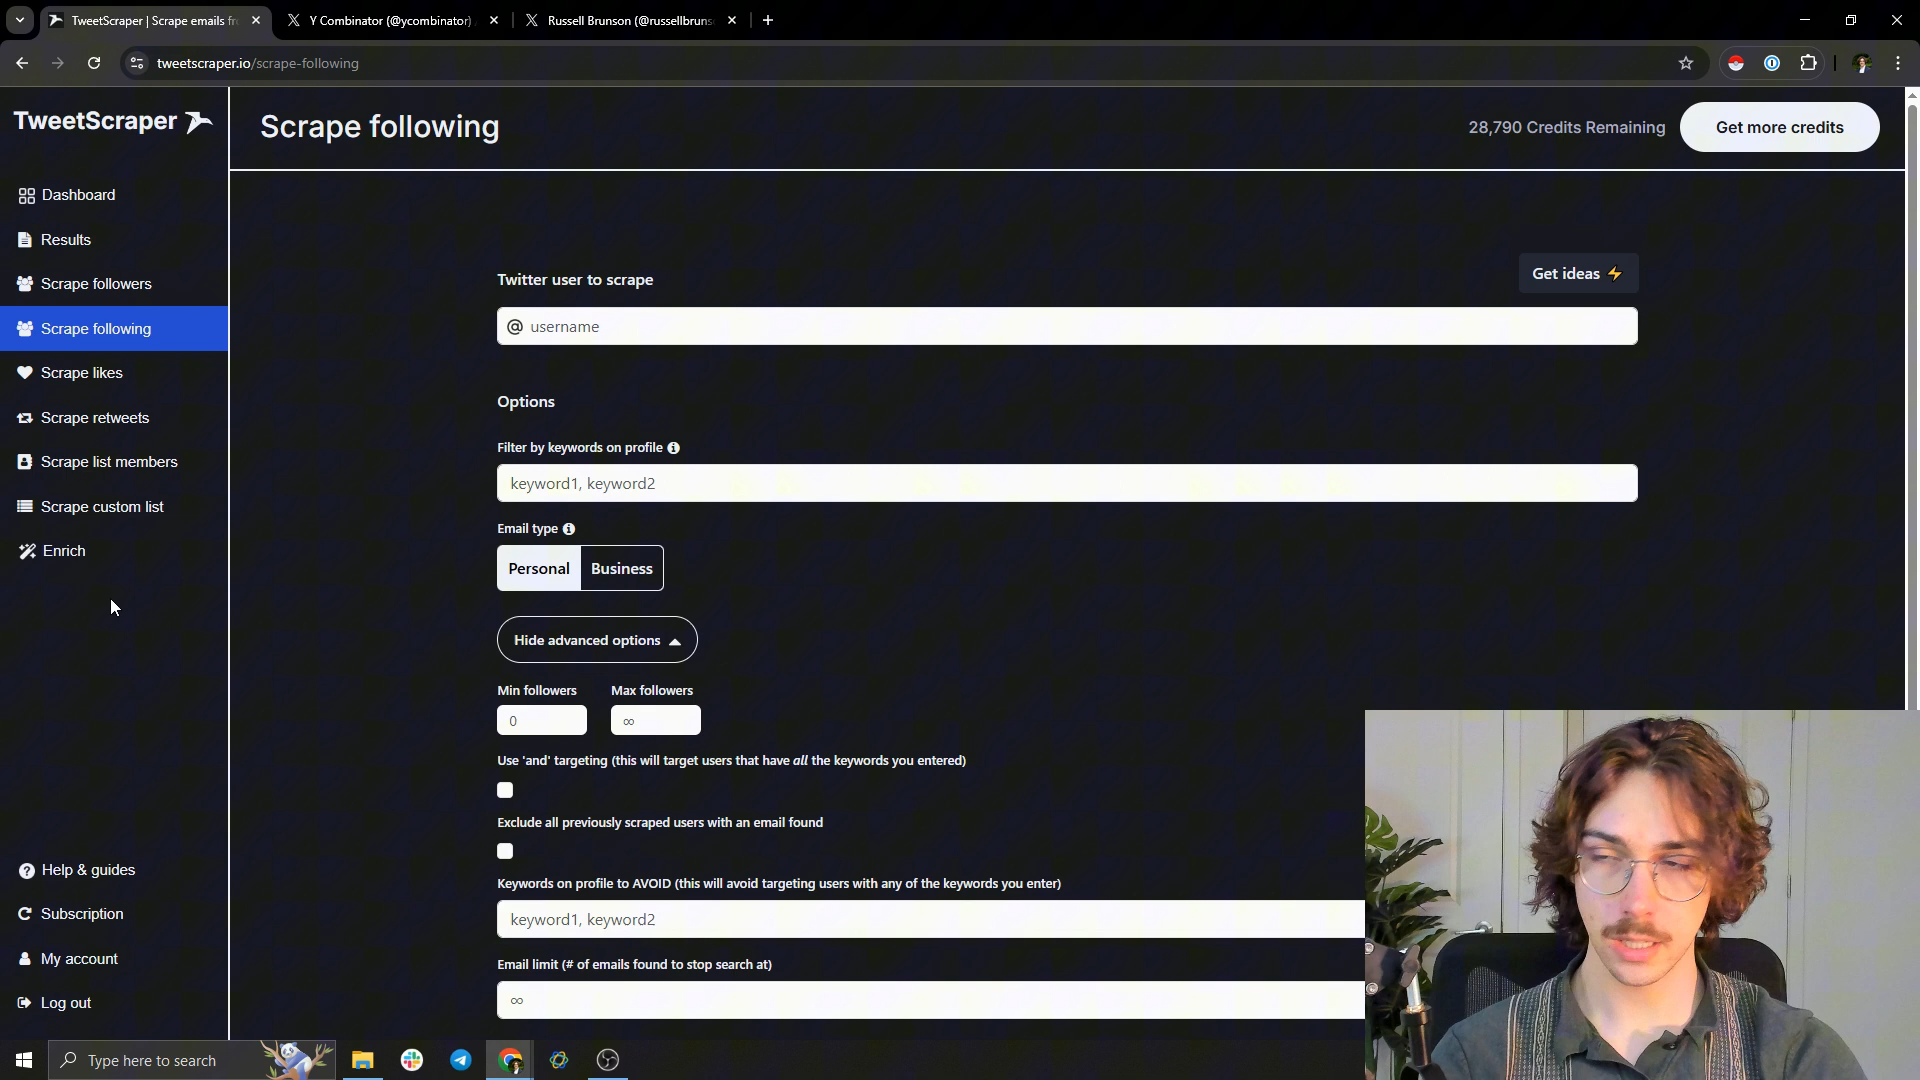 TweetScraper | Scrape emails fr
Y Combinator (@ycombinator)
Russell Brunson (@russellbruns
tweetscraper.io/scrape-following
TweetScraper
Scrape following
28,790 Credits Remaining
Get more credits
Dashboard
Results
Scrape followers
Scrape following
Scrape likes
Scrape retweets
Scrape list members
Scrape custom list
Enrich
Help & guides
Subscription
My account
Log out
Twitter user to scrape
Get ideas
@ username
Options
Filter by keywords on profile
keyword1, keyword2
Email type
Personal
Business
Hide advanced options
Min followers
Max followers
0
∞
Use 'and' targeting (this will target users that have all the keywords you entered)
Exclude all previously scraped users with an email found
Keywords on profile to AVOID (this will avoid targeting users with any of the keywords you enter)
keyword1, keyword2
Email limit (# of emails found to stop search at)
∞
Type here to search